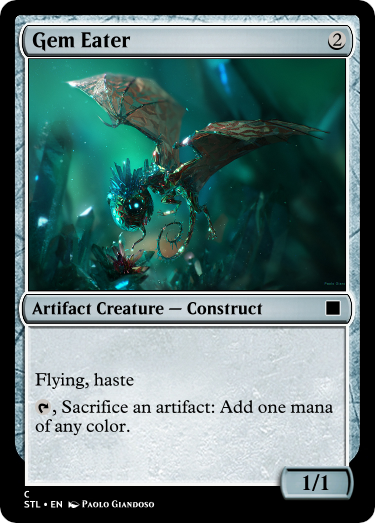 Gem Eater 2
Artifact Creature — Construct
Flying, haste
, Sacrifice an artifact: Add one mana
of any color.
1/1
C
STL • EN Paolo Giandoso